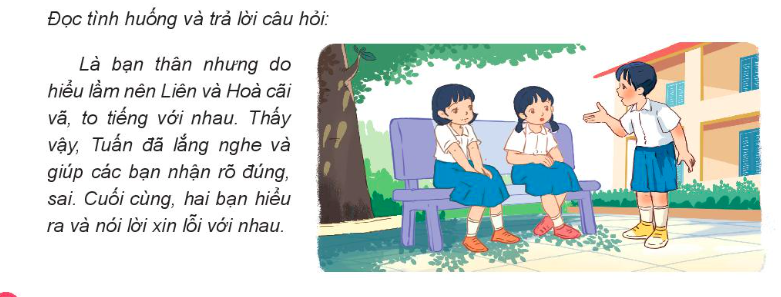 Đọc tình huống và trả lời câu hỏi:
Là bạn thân nhưng do
hiểu lầm nên Liên và Hoà cãi
vã, to tiếng với nhau. Thấy
vậy, Tuấn đã lắng nghe và
giúp các bạn nhận rõ đúng,
sai. Cuối cùng, hai bạn hiểu
ra và nói lời xin lỗi với nhau.